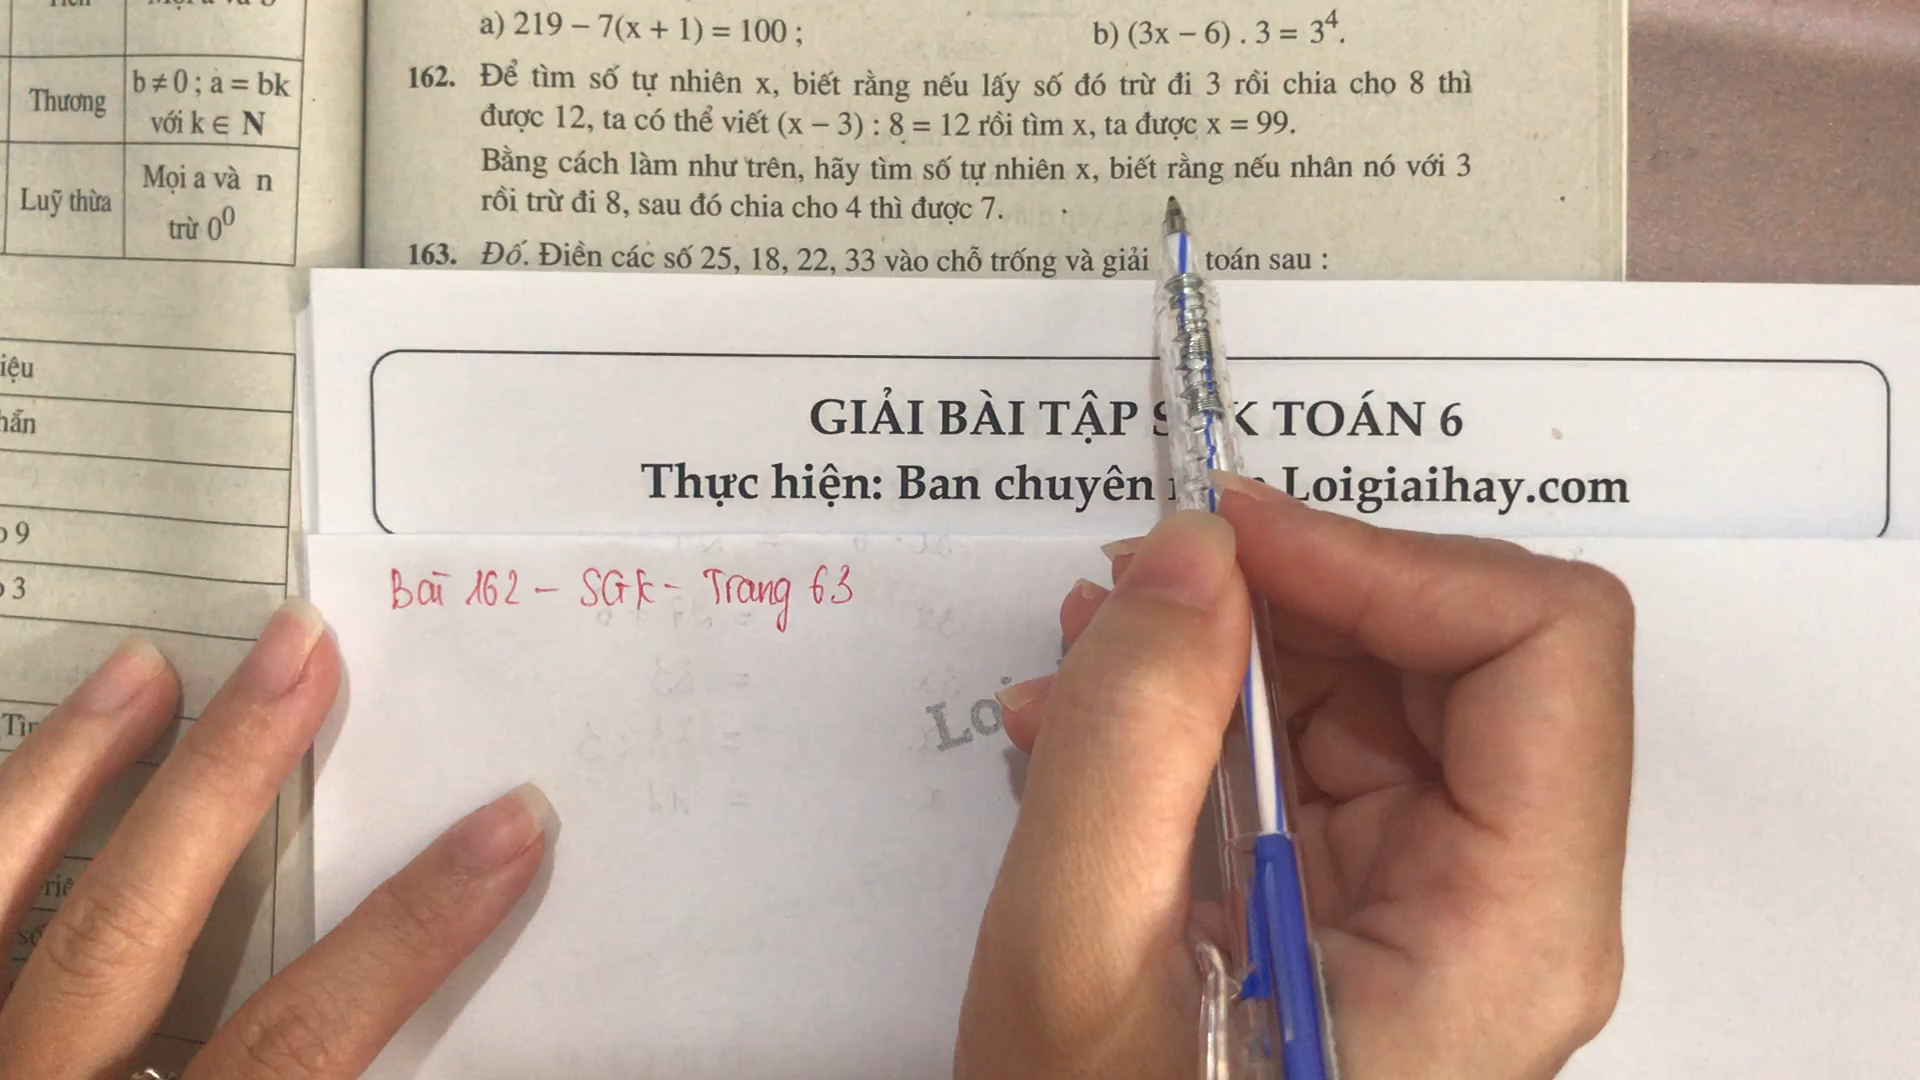 a) 219 – 7(x + 1) = 100 ; b) (3x – 6) . 3 = 3⁴.
162. Để tìm số tự nhiên x, biết rằng nếu lấy số đó trừ đi 3 rồi chia cho 8 thì
được 12, ta có thể viết (x – 3) : 8 = 12 rồi tìm x, ta được x = 99.
Bằng cách làm như trên, hãy tìm số tự nhiên x, biết rằng nếu nhân nó với 3
rồi trừ đi 8, sau đó chia cho 4 thì được 7.
163. Đố. Điền các số 25, 18, 22, 33 vào chỗ trống và giải toán sau :
Thương
b ≠ 0 ; a = bk
với k ∈ N
Luỹ thừa
Mọi a và n
trừ 0⁰
9
3
GIẢI BÀI TẬP SGK TOÁN 6
Thực hiện: Ban chuyên Loigiaihay.com
Bài 162 – SGK – Trang 63